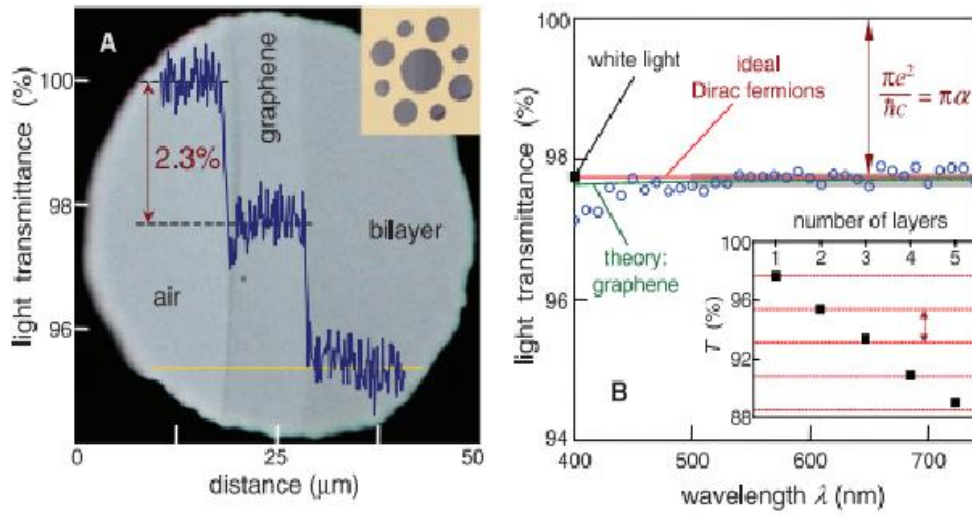 A
light transmittance (%)
100
98
96
2.3%
air
graphene
bilayer
0
25
50
distance (μm)
B
light transmittance (%)
100
98
96
94
white light
ideal
Dirac fermions
πe²/ħc = πα
theory:
graphene
400
500
600
700
wavelength λ (nm)
number of layers
1 2 3 4 5
T (%)
100
96
92
88